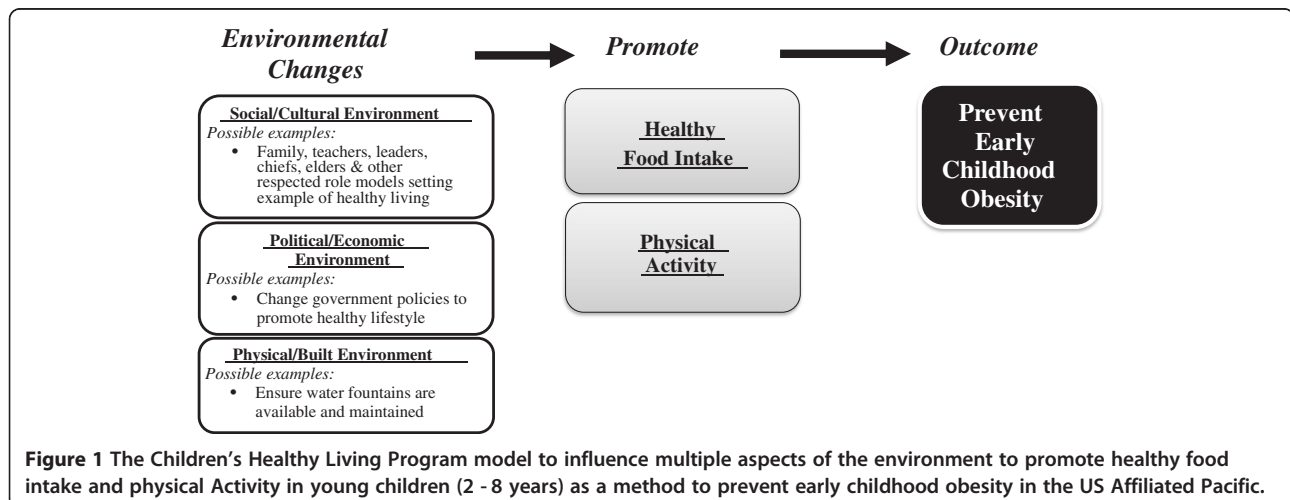 Environmental
Changes
Promote
Outcome
Social/Cultural Environment
Possible examples:
• Family, teachers, leaders,
chiefs, elders & other
respected role models setting
example of healthy living
Political/Economic
Environment
Possible examples:
• Change government policies to
promote healthy lifestyle
Physical/Built Environment
Possible examples:
• Ensure water fountains are
available and maintained
Healthy
Food Intake
Physical
Activity
Prevent
Early
Childhood
Obesity
Figure 1 The Children's Healthy Living Program model to influence multiple aspects of the environment to promote healthy food
intake and physical Activity in young children (2 - 8 years) as a method to prevent early childhood obesity in the US Affiliated Pacific.